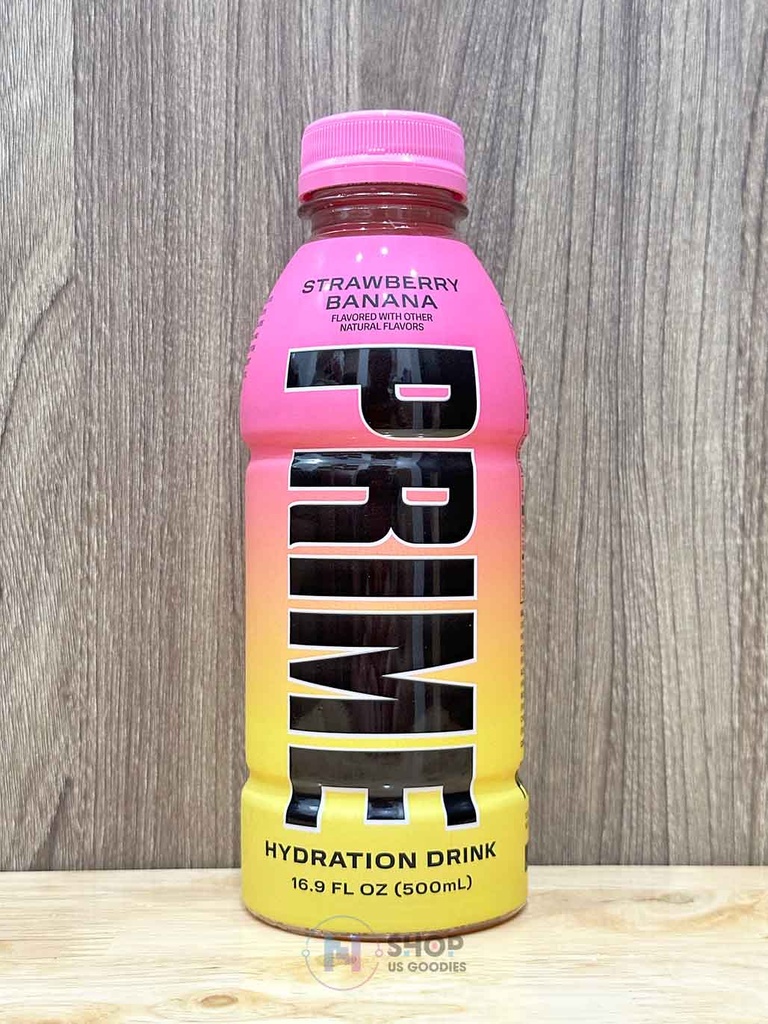 STRAWBERRY
BANANA
FLAVORED WITH OTHER
NATURAL FLAVORS
PRIME
HYDRATION DRINK
16.9 FL OZ (500mL)
SHOP
US GOODIES